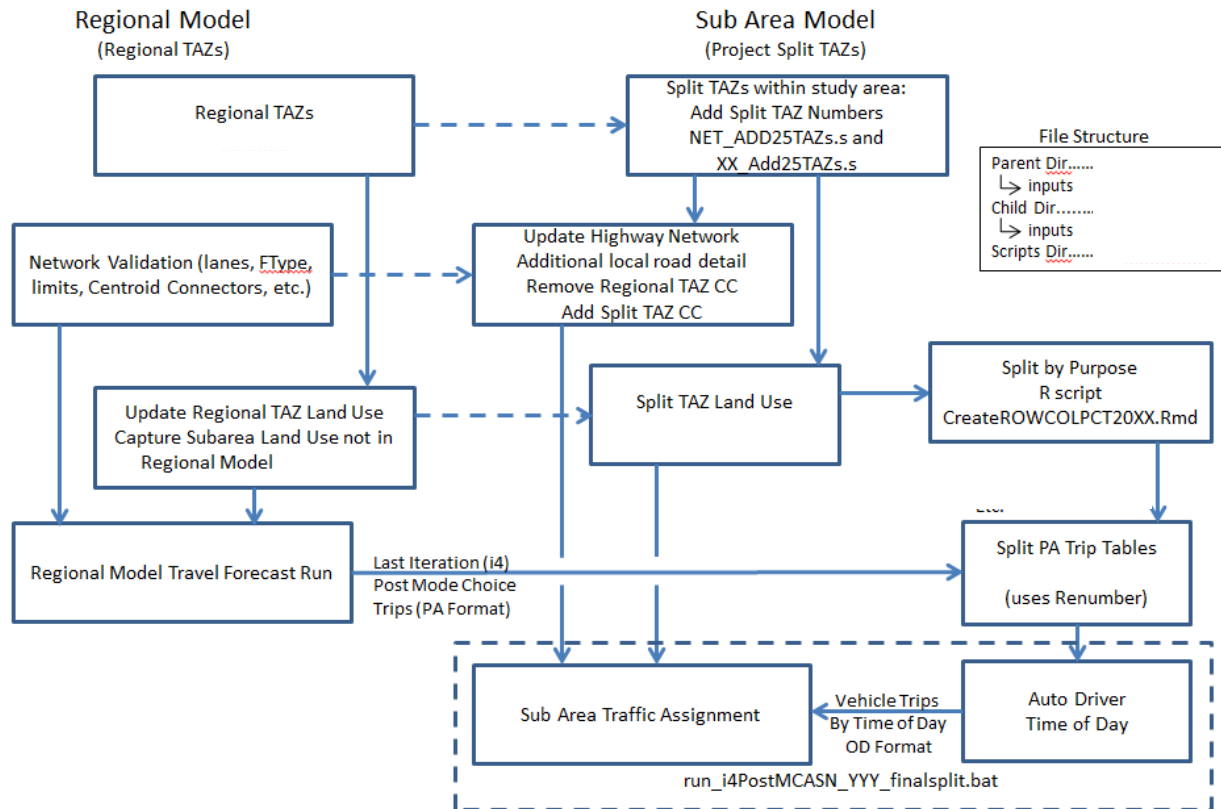 Regional Model
(Regional TAZs)
Sub Area Model
(Project Split TAZs)
Regional TAZs
Split TAZs within study area:
Add Split TAZ Numbers
NET_ADD25TAZs.s and
XX_Add25TAZs.s
File Structure
Parent Dir......
inputs
Child Dir.........
inputs
Scripts Dir......
Network Validation (lanes, FType,
limits, Centroid Connectors, etc.)
Update Highway Network
Additional local road detail
Remove Regional TAZ CC
Add Split TAZ CC
Update Regional TAZ Land Use
Capture Subarea Land Use not in
Regional Model
Split TAZ Land Use
Split by Purpose
R script
CreateROWCOLPCT20XX.Rmd
Regional Model Travel Forecast Run
Last Iteration (i4)
Post Mode Choice
Trips (PA Format)
Split PA Trip Tables
(uses Renumber)
Sub Area Traffic Assignment
Vehicle Trips
By Time of Day
OD Format
Auto Driver
Time of Day
run_i4PostMCASN_YYY_finalsplit.bat